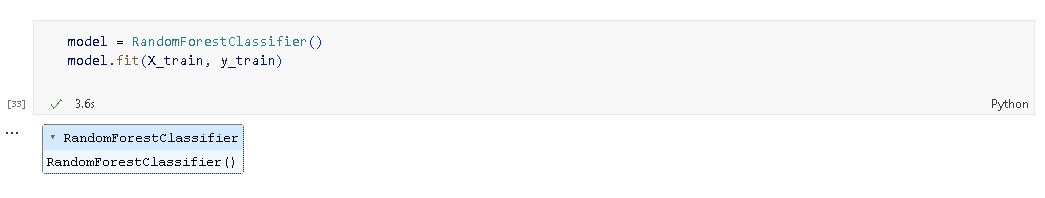 model = RandomForestClassifier()
model.fit(X_train, y_train)
[33]
3.6s
Python
...
RandomForestClassifier
RandomForestClassifier()